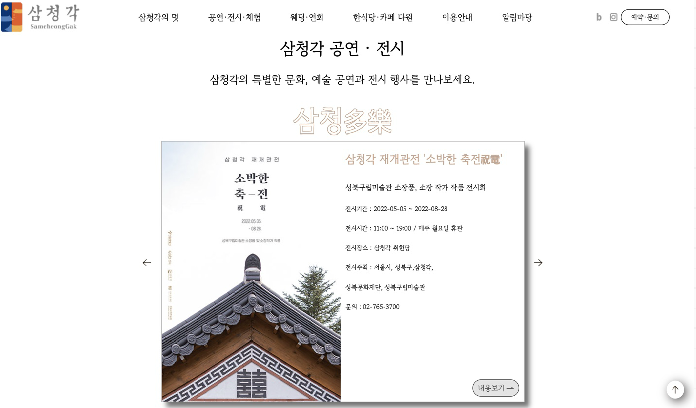 삼청각
SamcheongGak
삼청각의 멋
공연·전시·체험
웨딩·연회
한식당·카페 다원
이용안내
알림마당
예약·문의
삼청각 공연 · 전시
삼청각의 특별한 문화, 예술 공연과 전시 행사를 만나보세요.
삼청多樂
삼청각 재개관전
소박한
축–전
祝 電
2022.05.05
- 08.28
삼청각 재개관전 '소박한 축전祝電'
성북구립미술관 소장품, 소장 작가 작품 전시회
전시기간 : 2022-05-05 ~ 2022-08-28
전시시간 : 11:00 ~ 19:00 / 매주 월요일 휴관
전시장소 : 삼청각 취한당
전시주최 : 서울시, 성북구,삼청각,
성북문화재단, 성북구립미술관
문의 : 02-765-3700
내용보기